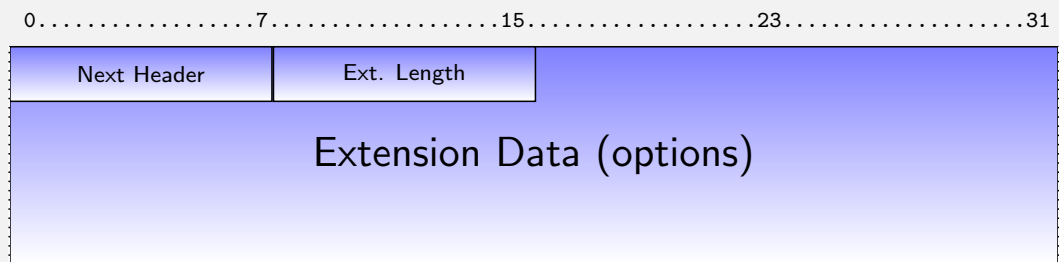 0.................7..................15...................23...................31
Next Header Ext. Length
Extension Data (options)